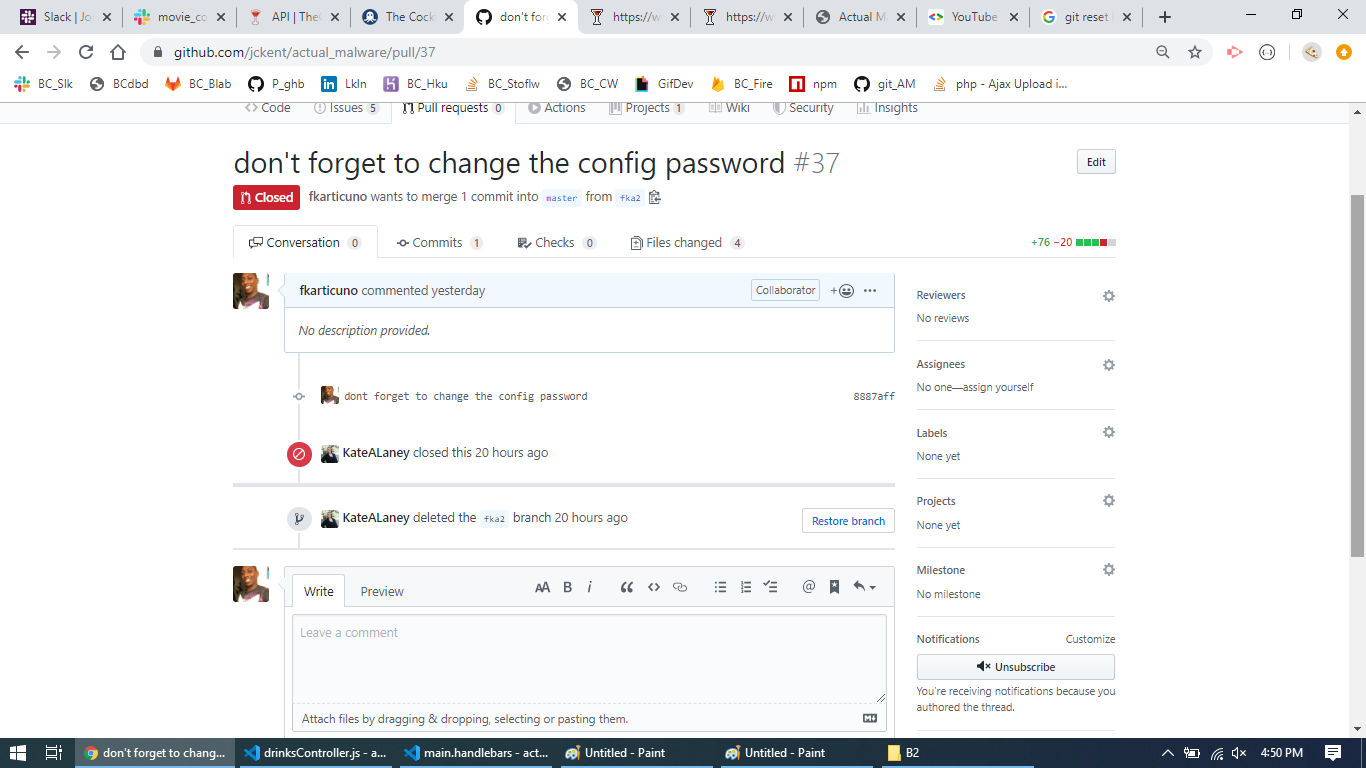 Slack | Jo
movie_co
API | The
The Cock
don't for
https://w
https://w
Actual M
YouTube
git reset
github.com/jckent/actual_malware/pull/37
BC_Slk BCdbd BC_Blab P_ghb LkIn BC_Hku BC_Stoflw BC_CW GifDev BC_Fire npm git_AM php - Ajax Upload i...
Code Issues 5 Pull requests 0 Actions Projects 1 Wiki Security Insights
don't forget to change the config password #37
Edit
Closed fkarticuno wants to merge 1 commit into master from fka2
Conversation 0 Commits 1 Checks 0 Files changed 4 +76 −20
fkarticuno commented yesterday Collaborator
No description provided.
dont forget to change the config password 8887aff
KateALaney closed this 20 hours ago
KateALaney deleted the fka2 branch 20 hours ago Restore branch
Write Preview AA B i
Leave a comment
Attach files by dragging & dropping, selecting or pasting them.
Reviewers
No reviews
Assignees
No one—assign yourself
Labels
None yet
Projects
None yet
Milestone
No milestone
Notifications Customize
Unsubscribe
You're receiving notifications because you
authored the thread.
don't forget to chang... drinksController.js - a... main.handlebars - act... Untitled - Paint Untitled - Paint B2 4:50 PM